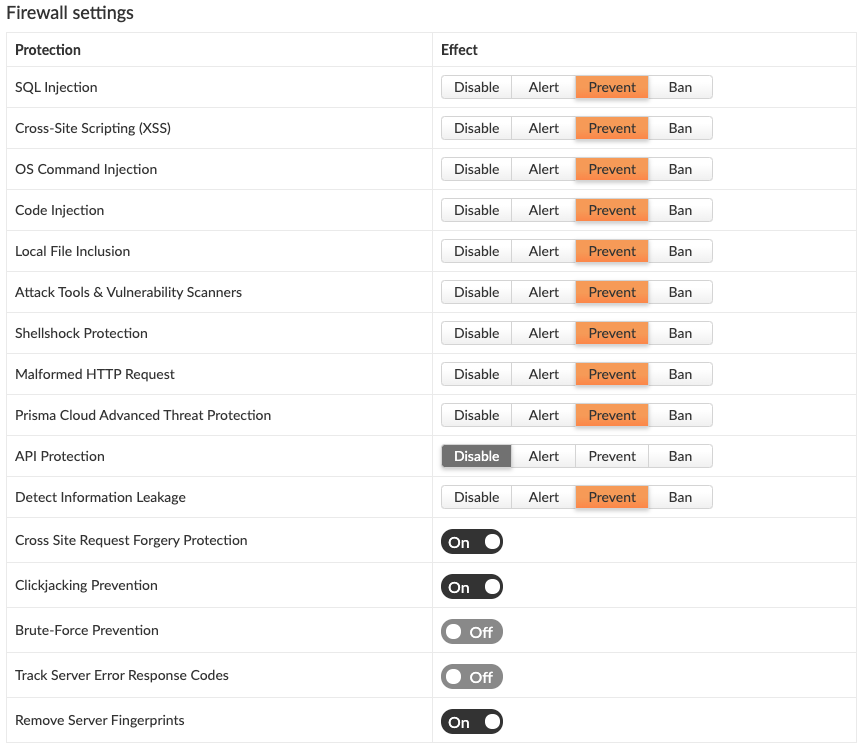 Firewall settings
Protection Effect
SQL Injection Disable Alert Prevent Ban
Cross-Site Scripting (XSS) Disable Alert Prevent Ban
OS Command Injection Disable Alert Prevent Ban
Code Injection Disable Alert Prevent Ban
Local File Inclusion Disable Alert Prevent Ban
Attack Tools & Vulnerability Scanners Disable Alert Prevent Ban
Shellshock Protection Disable Alert Prevent Ban
Malformed HTTP Request Disable Alert Prevent Ban
Prisma Cloud Advanced Threat Protection Disable Alert Prevent Ban
API Protection Disable Alert Prevent Ban
Detect Information Leakage Disable Alert Prevent Ban
Cross Site Request Forgery Protection On
Clickjacking Prevention On
Brute-Force Prevention Off
Track Server Error Response Codes Off
Remove Server Fingerprints On